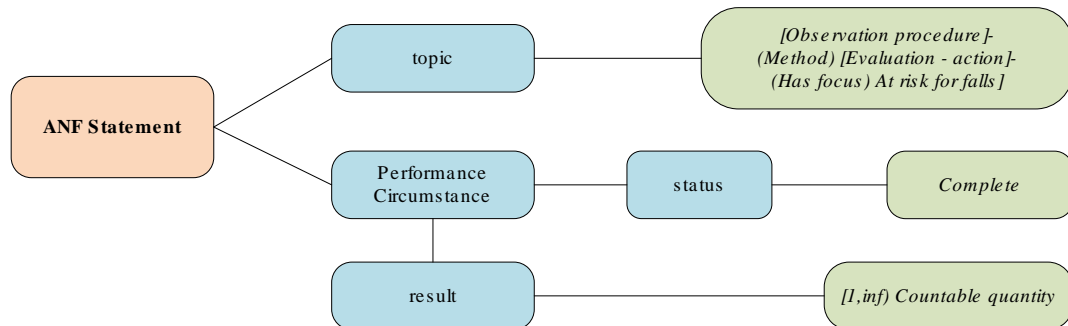 [Observation procedure]-
(Method) [Evaluation - action]-
(Has focus) At risk for falls]
topic
ANF Statement
Performance
Circumstance
status
Complete
result
[1,inf) Countable quantity